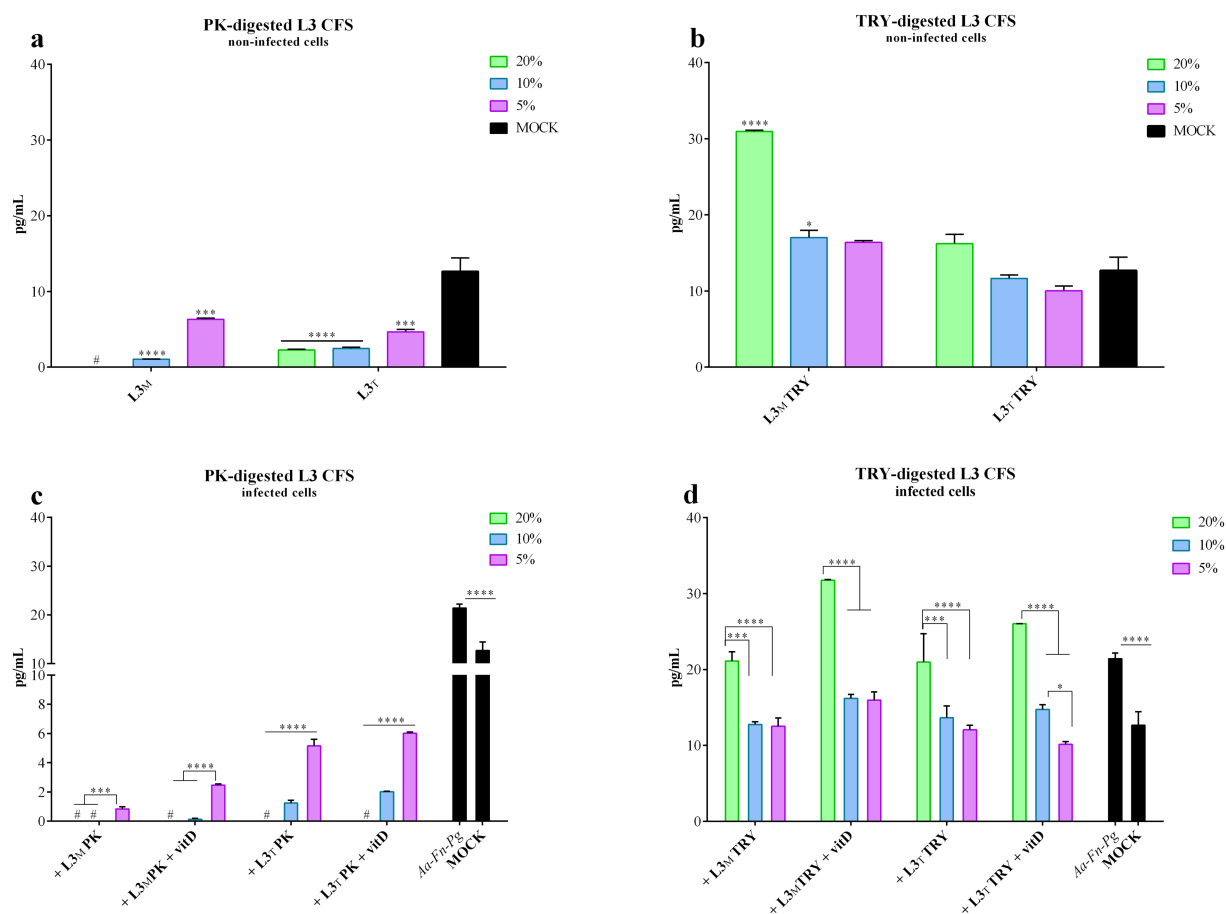 a
PK-digested L3 CFS
non-infected cells
20%
10%
5%
MOCK
pg/mL
40
30
20
10
0
#
****
***
****
***
L3M
L3T
b
TRY-digested L3 CFS
non-infected cells
20%
10%
5%
MOCK
pg/mL
40
30
20
10
0
****
*
L3M TRY
L3T TRY
c
PK-digested L3 CFS
infected cells
20%
10%
5%
pg/mL
40
30
20
10
10
8
6
4
2
0
# #
***
#
****
#
****
#
****
****
+ L3M PK
+ L3MPK + vitD
+ L3T PK
+ L3T PK + vitD
Aa-Fn-Pg
MOCK
d
TRY-digested L3 CFS
infected cells
20%
10%
5%
pg/mL
40
30
20
10
0
****
***
****
****
***
****
*
****
+ L3M TRY
+ L3MTRY + vitD
+ L3T TRY
+ L3T TRY + vitD
Aa-Fn-Pg
MOCK